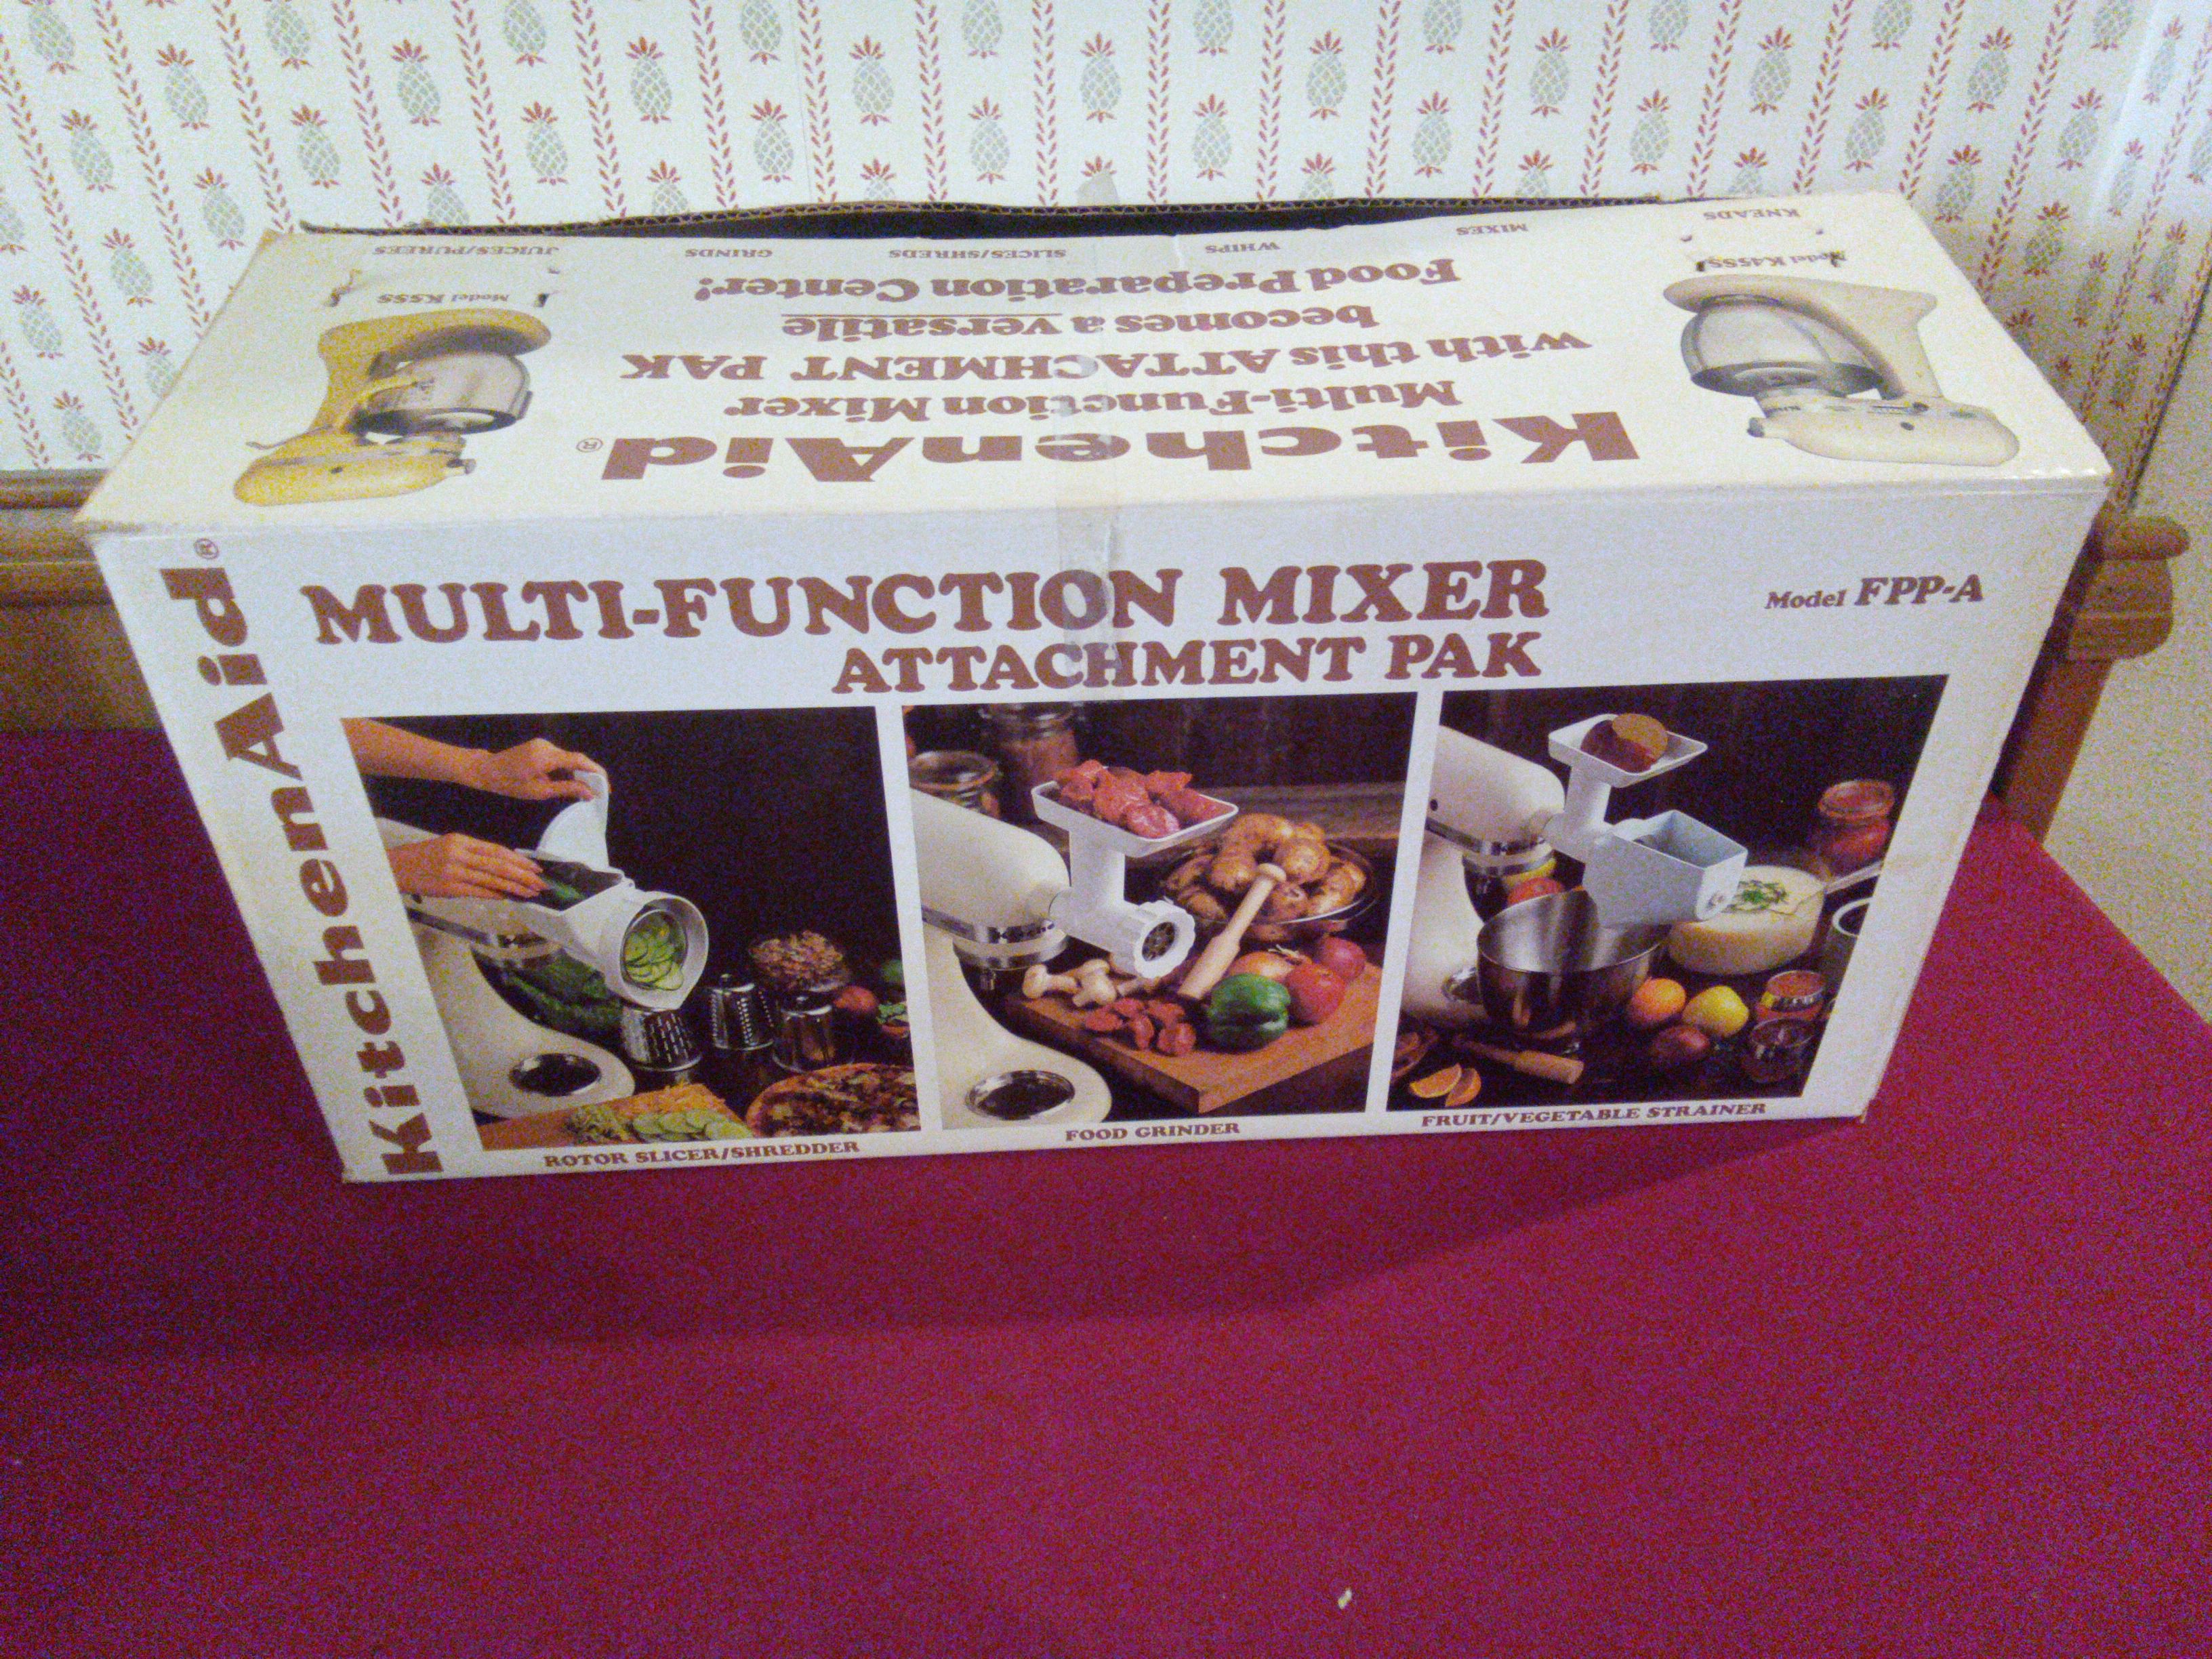 KNEADS
MIXES
WHIPS
SLICES/SHREDS
GRINDS
JUICES/PUREES
Model K45SS
Model K5SS
KitchenAid®
Multi-Function Mixer
with this ATTACHMENT PAK
becomes a versatile
Food Preparation Center!
KitchenAid®
MULTI-FUNCTION MIXER
ATTACHMENT PAK
Model FPP-A
ROTOR SLICER/SHREDDER
FOOD GRINDER
FRUIT/VEGETABLE STRAINER